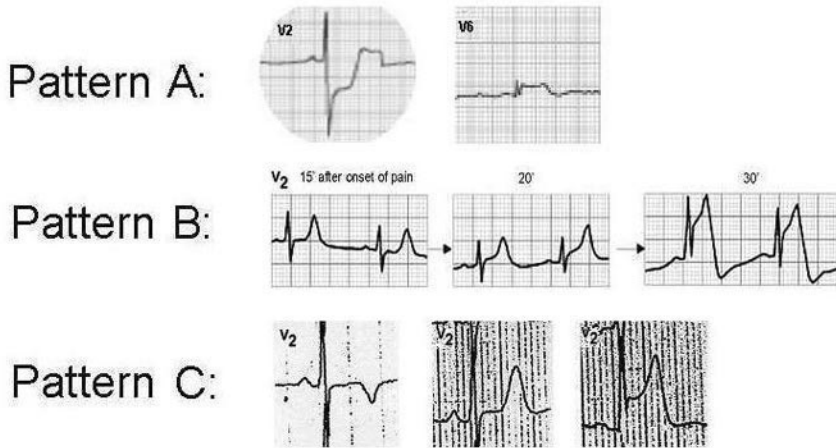 V2
V6
Pattern A:
V2 15' after onset of pain
20'
30'
Pattern B:
V2
V2
V2
Pattern C: